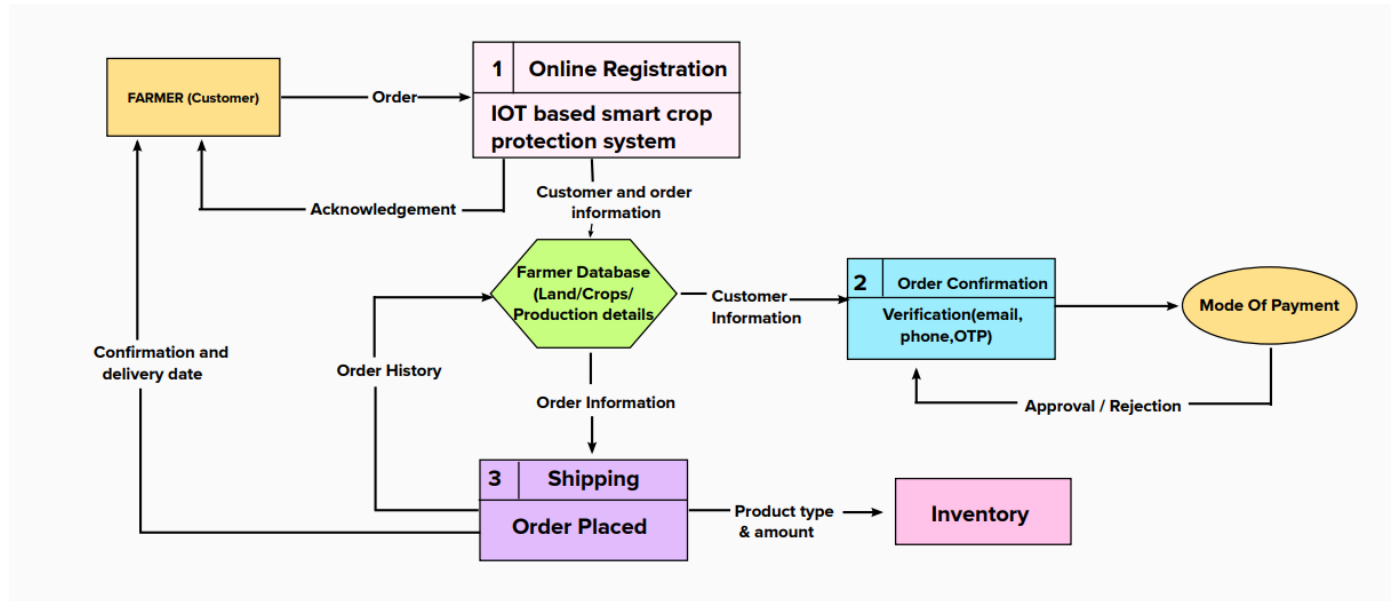 1 Online Registration
FARMER (Customer)
Order
IOT based smart crop
protection system
Customer and order
information
Acknowledgement
Farmer Database
(Land/Crops/
Production details
Customer
Information
2 Order Confirmation
Verification(email,
phone,OTP)
Mode Of Payment
Confirmation and
delivery date
Order History
Order Information
Approval / Rejection
3 Shipping
Order Placed
Product type
& amount
Inventory